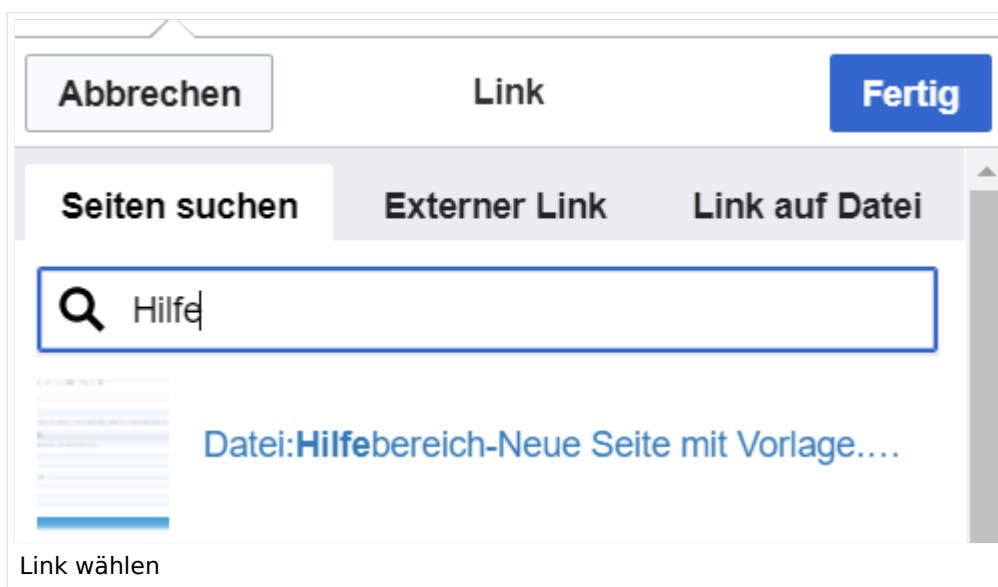 Abbrechen Link Fertig
Seiten suchen Externer Link Link auf Datei
Hilfe
Datei:Hilfebereich-Neue Seite mit Vorlage.…
Link wählen